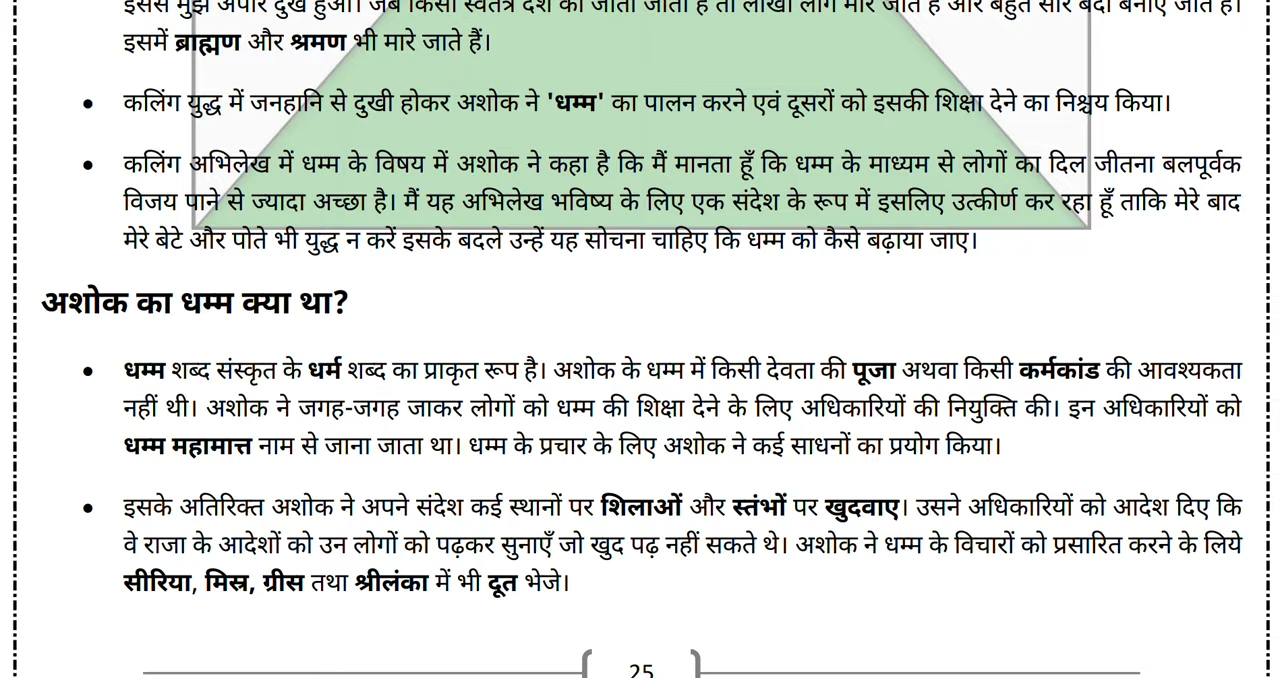 इससे मुझे अपार दुख हुआ। जब किसी स्वतंत्र देश को जीता जाता है तो लाखों लोग मारे जाते हैं और बहुत सारे बंदी बनाए जाते हैं।
इसमें ब्राह्मण और श्रमण भी मारे जाते हैं।
• कलिंग युद्ध में जनहानि से दुखी होकर अशोक ने 'धम्म' का पालन करने एवं दूसरों को इसकी शिक्षा देने का निश्चय किया।
• कलिंग अभिलेख में धम्म के विषय में अशोक ने कहा है कि मैं मानता हूँ कि धम्म के माध्यम से लोगों का दिल जीतना बलपूर्वक
विजय पाने से ज्यादा अच्छा है। मैं यह अभिलेख भविष्य के लिए एक संदेश के रूप में इसलिए उत्कीर्ण कर रहा हूँ ताकि मेरे बाद
मेरे बेटे और पोते भी युद्ध न करें इसके बदले उन्हें यह सोचना चाहिए कि धम्म को कैसे बढ़ाया जाए।
अशोक का धम्म क्या था?
• धम्म शब्द संस्कृत के धर्म शब्द का प्राकृत रूप है। अशोक के धम्म में किसी देवता की पूजा अथवा किसी कर्मकांड की आवश्यकता
नहीं थी। अशोक ने जगह-जगह जाकर लोगों को धम्म की शिक्षा देने के लिए अधिकारियों की नियुक्ति की। इन अधिकारियों को
धम्म महामात्त नाम से जाना जाता था। धम्म के प्रचार के लिए अशोक ने कई साधनों का प्रयोग किया।
• इसके अतिरिक्त अशोक ने अपने संदेश कई स्थानों पर शिलाओं और स्तंभों पर खुदवाए। उसने अधिकारियों को आदेश दिए कि
वे राजा के आदेशों को उन लोगों को पढ़कर सुनाएँ जो खुद पढ़ नहीं सकते थे। अशोक ने धम्म के विचारों को प्रसारित करने के लिये
सीरिया, मिस्र, ग्रीस तथा श्रीलंका में भी दूत भेजे।
25